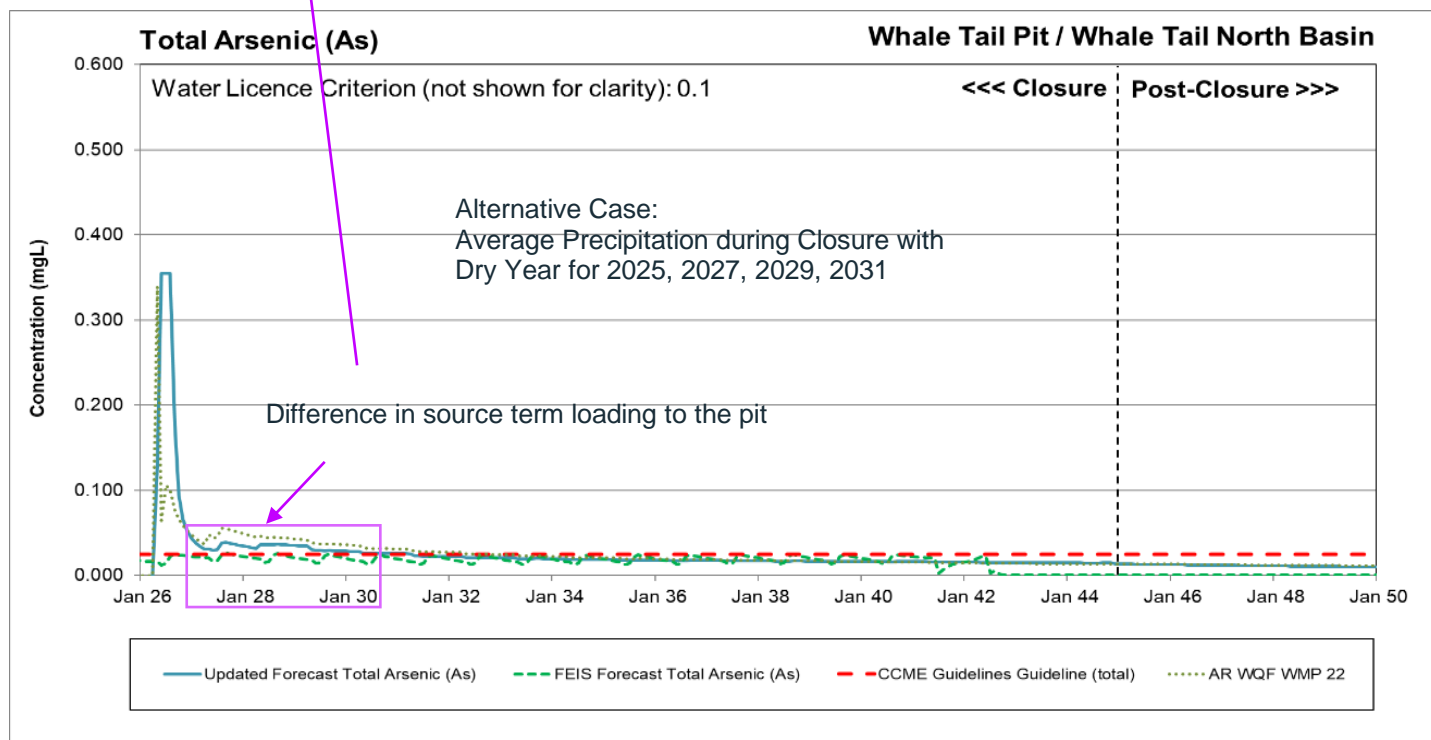 Total Arsenic (As)
Whale Tail Pit / Whale Tail North Basin
Water Licence Criterion (not shown for clarity): 0.1
<<< Closure
Post-Closure >>>
Alternative Case:
Average Precipitation during Closure with
Dry Year for 2025, 2027, 2029, 2031
Difference in source term loading to the pit
Concentration (mgL)
0.600
0.500
0.400
0.300
0.200
0.100
0.000
Jan 26 Jan 28 Jan 30 Jan 32 Jan 34 Jan 36 Jan 38 Jan 40 Jan 42 Jan 44 Jan 46 Jan 48 Jan 50
Updated Forecast Total Arsenic (As) FEIS Forecast Total Arsenic (As) CCME Guidelines Guideline (total) AR WQF WMP 22